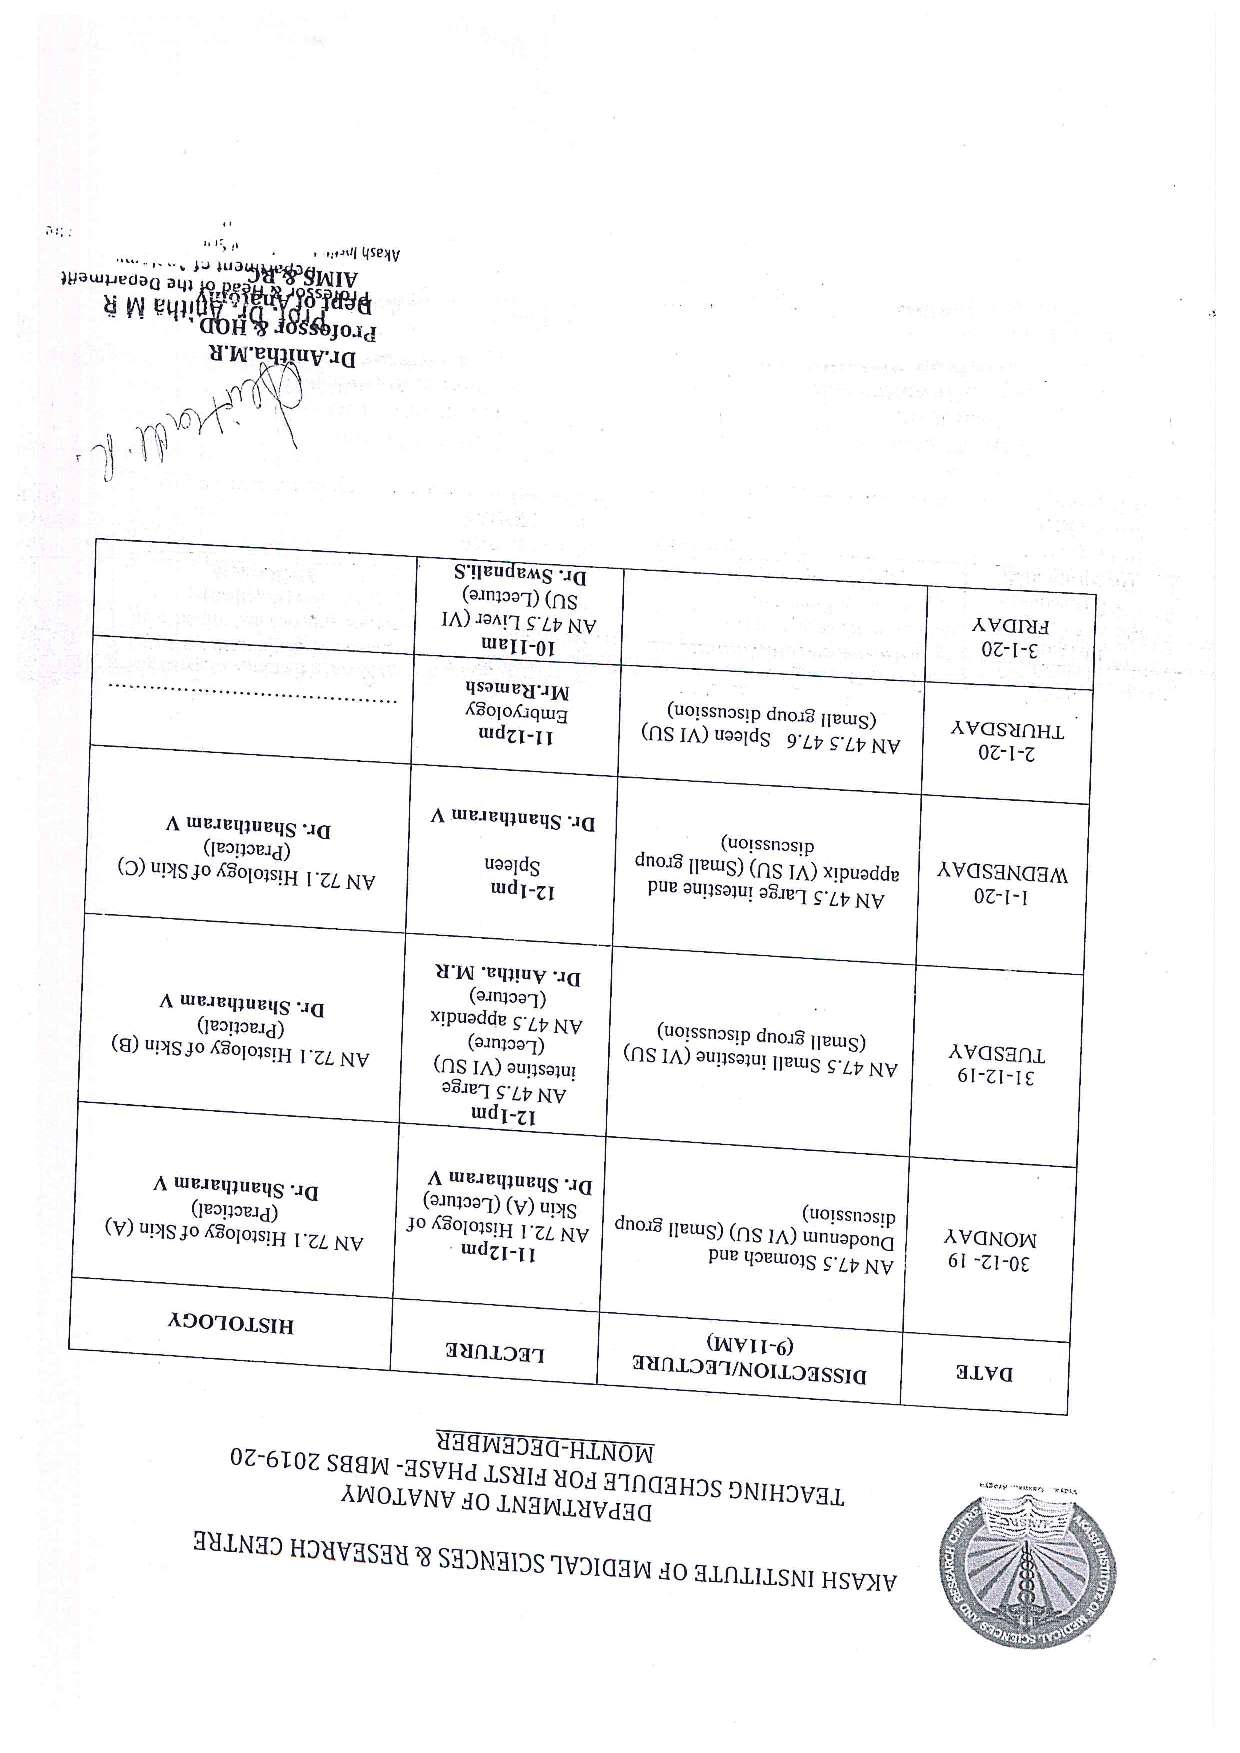 AKASH INSTITUTE OF MEDICAL SCIENCES & RESEARCH CENTRE
DEPARTMENT OF ANATOMY
TEACHING SCHEDULE FOR FIRST PHASE- MBBS 2019-20
MONTH-DECEMBER
DATE
DISSECTION/LECTURE
(9-11AM)
LECTURE
HISTOLOGY
30-12- 19
MONDAY
AN 47.5 Stomach and
Duodenum (VI SU) (Small group
discussion)
11-12pm
AN 72.1 Histology of
Skin (A) (Lecture)
Dr. Shantharam V
AN 72.1 Histology of Skin (A)
(Practical)
Dr. Shantharam V
31-12-19
TUESDAY
AN 47.5 Small intestine (VI SU)
(Small group discussion)
12-1pm
AN 47.5 Large
intestine (VI SU)
(Lecture)
AN 47.5 appendix
(Lecture)
Dr. Anitha. M.R
AN 72.1 Histology of Skin (B)
(Practical)
Dr. Shantharam V
1-1-20
WEDNESDAY
AN 47.5 Large intestine and
appendix (VI SU) (Small group
discussion)
12-1pm
Spleen
Dr. Shantharam V
AN 72.1 Histology of Skin (C)
(Practical)
Dr. Shantharam V
2-1-20
THURSDAY
AN 47.5 47.6 Spleen (VI SU)
(Small group discussion)
11-12pm
Embryology
Mr.Ramesh
......................................
3-1-20
FRIDAY
10-11am
AN 47.5 Liver (VI
SU) (Lecture)
Dr. Swapnali.S
Dr.Anitha.M.R
Professor & HOD
Dr. Anitha M R
Dept of Anatomy
Professor & Head of the Department
AIMS & RC
Department of
Akash